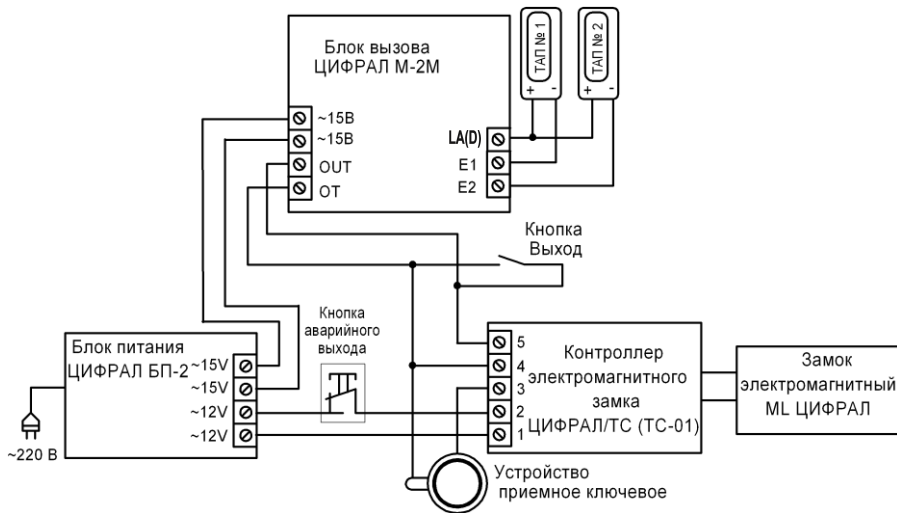 Блок вызова
ЦИФРАЛ М-2М
ТАП № 1
ТАП № 2
+ -
+ -
~15В
~15В
OUT
OT
LA(D)
E1
E2
Кнопка
Выход
Кнопка
аварийного
выхода
Блок питания
ЦИФРАЛ БП-2
~15V
~15V
~12V
~12V
~220 В
5
4
3
2
1
Контроллер
электромагнитного
замка
ЦИФРАЛ/ТС (ТС-01)
Замок
электромагнитный
ML ЦИФРАЛ
Устройство
приемное ключевое